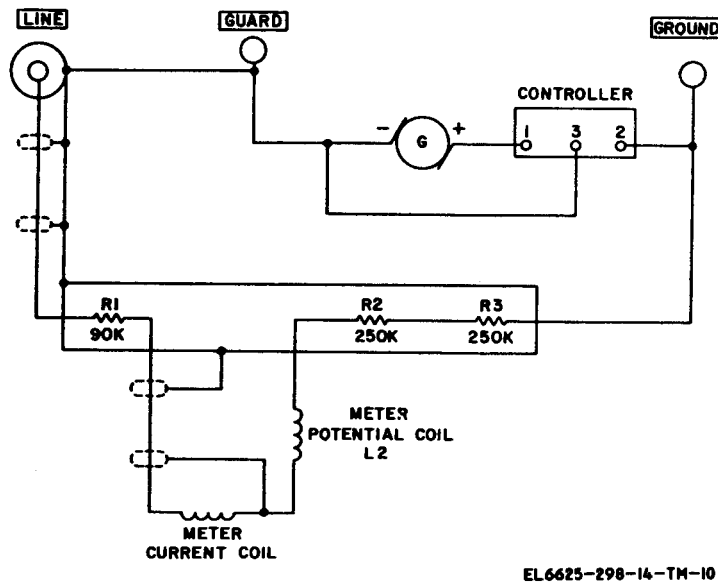 LINE
GUARD
GROUND
CONTROLLER
- G + 1 3 2
R1
90K
R2
250K
R3
250K
METER
POTENTIAL COIL
L2
METER
CURRENT COIL
EL6625-298-14-TM-10